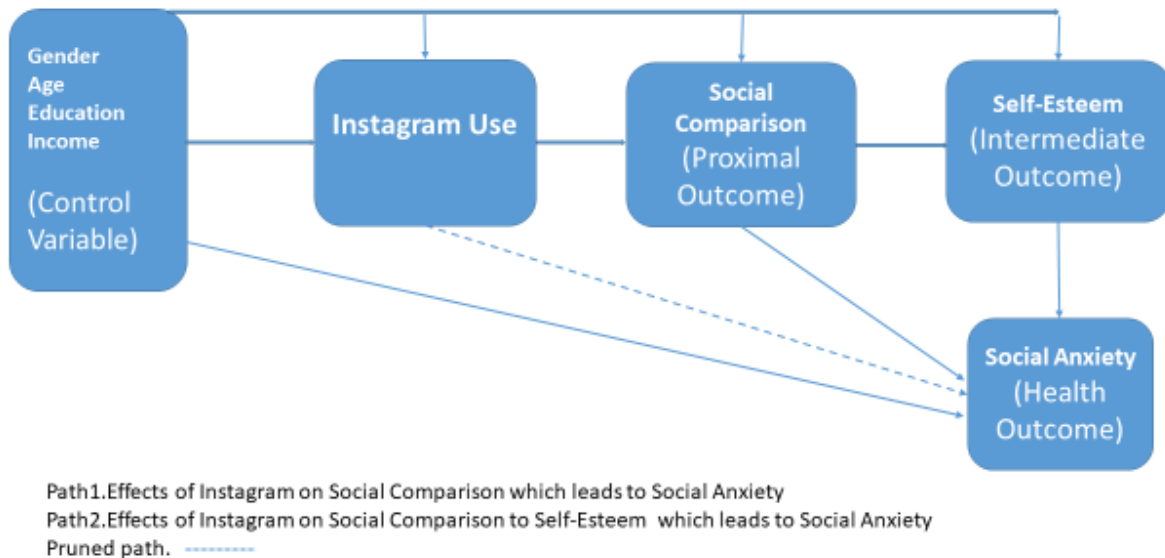 Gender
Age
Education
Income
(Control
Variable)
Instagram Use
Social
Comparison
(Proximal
Outcome)
Self-Esteem
(Intermediate
Outcome)
Social Anxiety
(Health
Outcome)
Path1.Effects of Instagram on Social Comparison which leads to Social Anxiety
Path2.Effects of Instagram on Social Comparison to Self-Esteem which leads to Social Anxiety
Pruned path. ---------